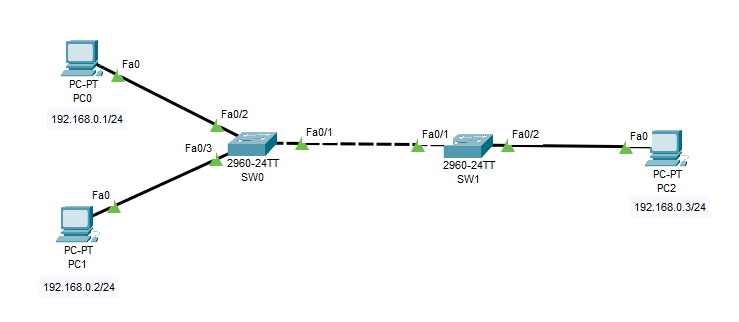 Fa0
PC-PT
PC0
192.168.0.1/24
Fa0/2
Fa0/3
Fa0/1
2960-24TT
SW0
Fa0/1
Fa0/2
2960-24TT
SW1
Fa0
PC-PT
PC2
192.168.0.3/24
Fa0
PC-PT
PC1
192.168.0.2/24